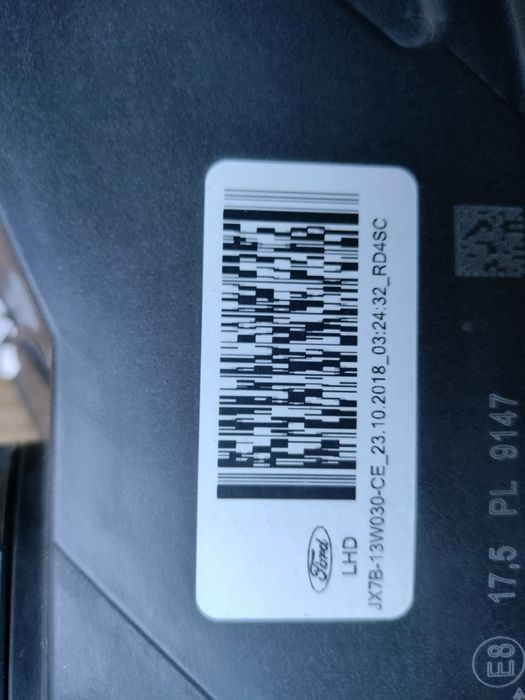 Ford
LHD
JX7B-13W030-CE_23.10.2018_03:24:32_RD4SC
E8 17,5 PL 9147